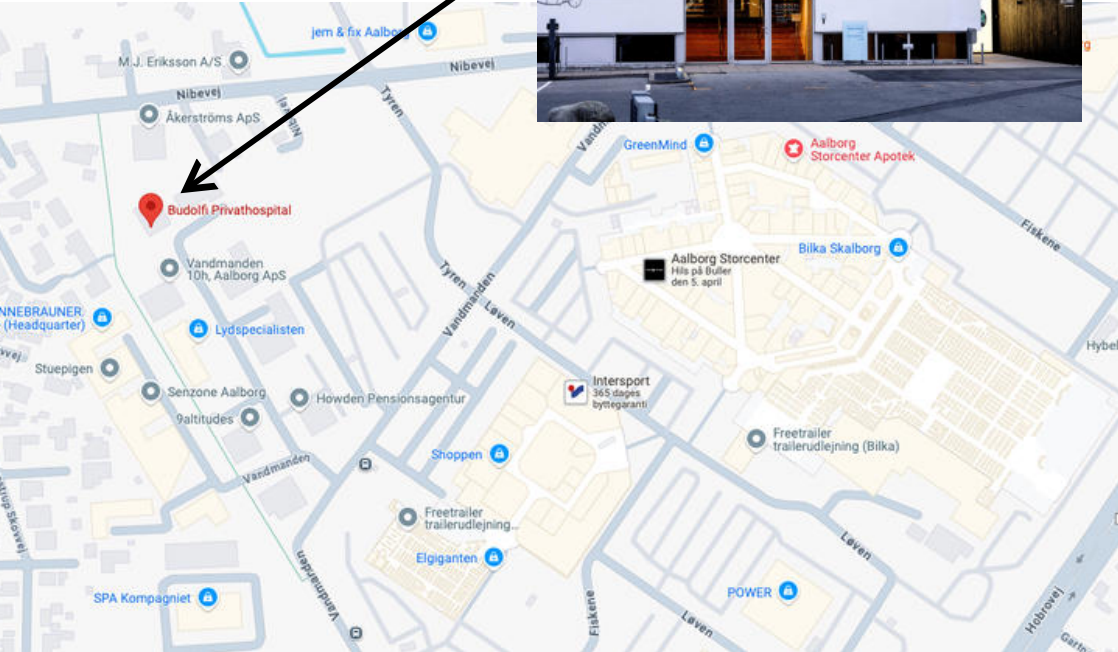 jem & fix Aalborg
M.J. Eriksson A/S
Nibevej
Nibevej
Åkerströms ApS
Tyren
GreenMind
Aalborg
Storcenter Apotek
Budolfi Privathospital
Fiskene
Bilka Skalborg
Vandmanden
10h, Aalborg ApS
Aalborg Storcenter
Hils på Buller
den 5. april
Tyren
Løven
Vandmanden
NNEBRAUNER.
(Headquarter)
Lydspecialisten
Stuepigen
Senzone Aalborg
9altitudes
Howden Pensionsagentur
Intersport
365 dages
byttegaranti
Hybel
Freetrailer
trailerudlejning (Bilka)
Shoppen
Vandmanden
Freetrailer
trailerudlejning...
Elgiganten
Løven
Vandmanden
SPA Kompagniet
POWER
Fiskene
Løven
Hobrovej